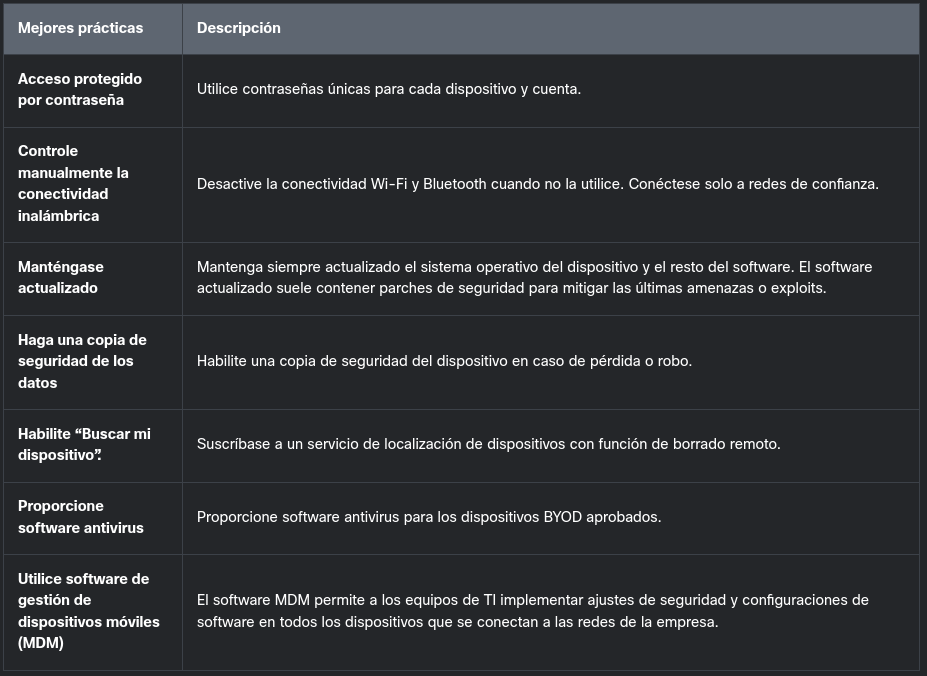 Mejores prácticas
Descripción
Acceso protegido
por contraseña
Utilice contraseñas únicas para cada dispositivo y cuenta.
Controle
manualmente la
conectividad
inalámbrica
Desactive la conectividad Wi-Fi y Bluetooth cuando no la utilice. Conéctese solo a redes de confianza.
Manténgase
actualizado
Mantenga siempre actualizado el sistema operativo del dispositivo y el resto del software. El software
actualizado suele contener parches de seguridad para mitigar las últimas amenazas o exploits.
Haga una copia de
seguridad de los
datos
Habilite una copia de seguridad del dispositivo en caso de pérdida o robo.
Habilite “Buscar mi
dispositivo”.
Suscríbase a un servicio de localización de dispositivos con función de borrado remoto.
Proporcione
software antivirus
Proporcione software antivirus para los dispositivos BYOD aprobados.
Utilice software de
gestión de
dispositivos móviles
(MDM)
El software MDM permite a los equipos de TI implementar ajustes de seguridad y configuraciones de
software en todos los dispositivos que se conectan a las redes de la empresa.